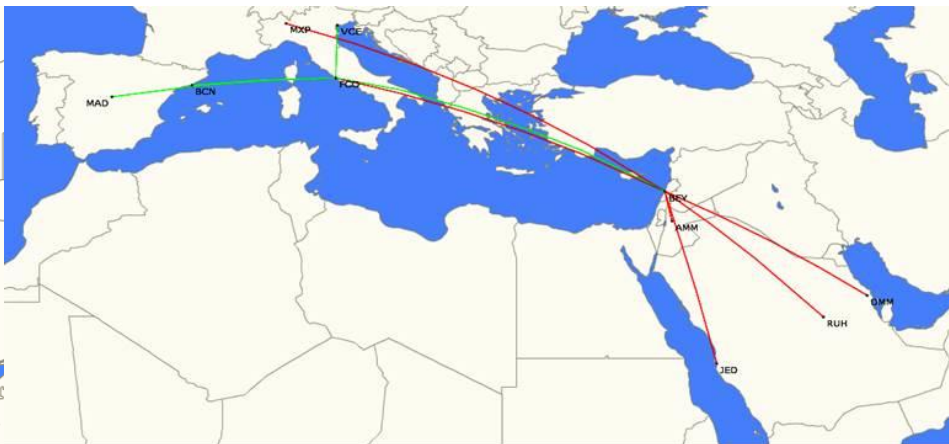 MXP
VCE
FCO
MAD
BCN
BEY
AMM
DMM
RUH
JED